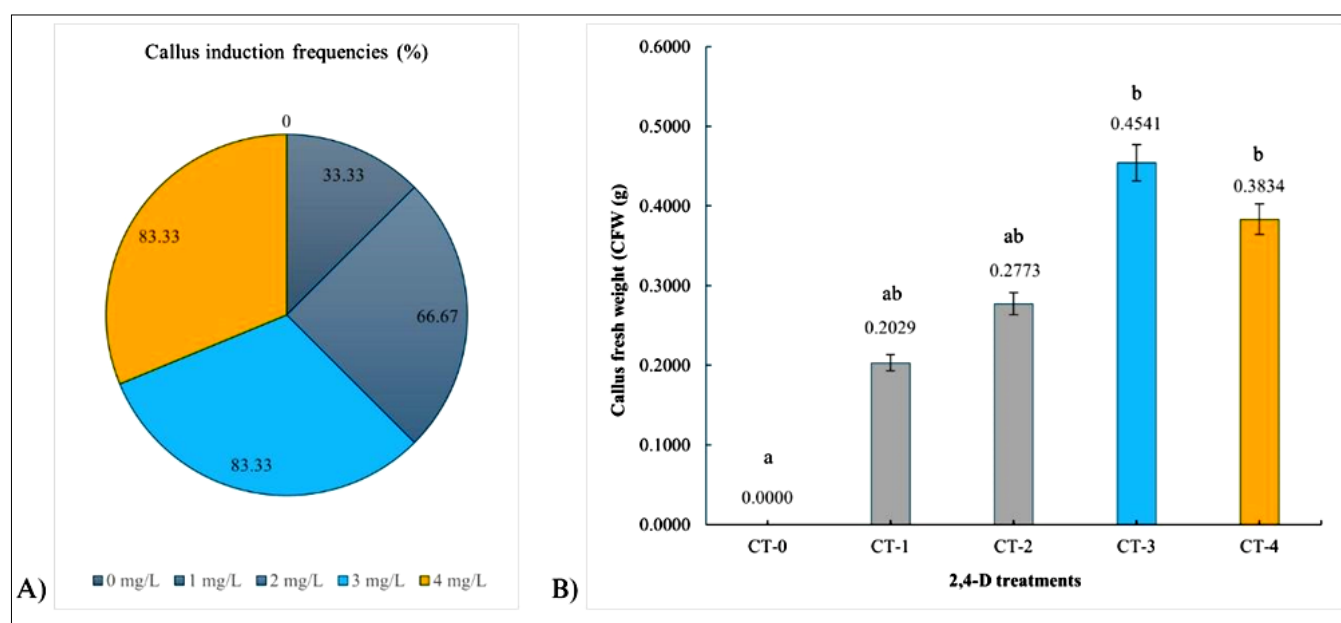 Callus induction frequencies (%)
0
33.33
66.67
83.33
83.33
0 mg/L 1 mg/L 2 mg/L 3 mg/L 4 mg/L
A)
Callus fresh weight (CFW (g)
0.6000
0.5000
0.4000
0.3000
0.2000
0.1000
0.0000
a
0.0000
ab
0.2029
ab
0.2773
b
0.4541
b
0.3834
CT-0 CT-1 CT-2 CT-3 CT-4
2,4-D treatments
B)